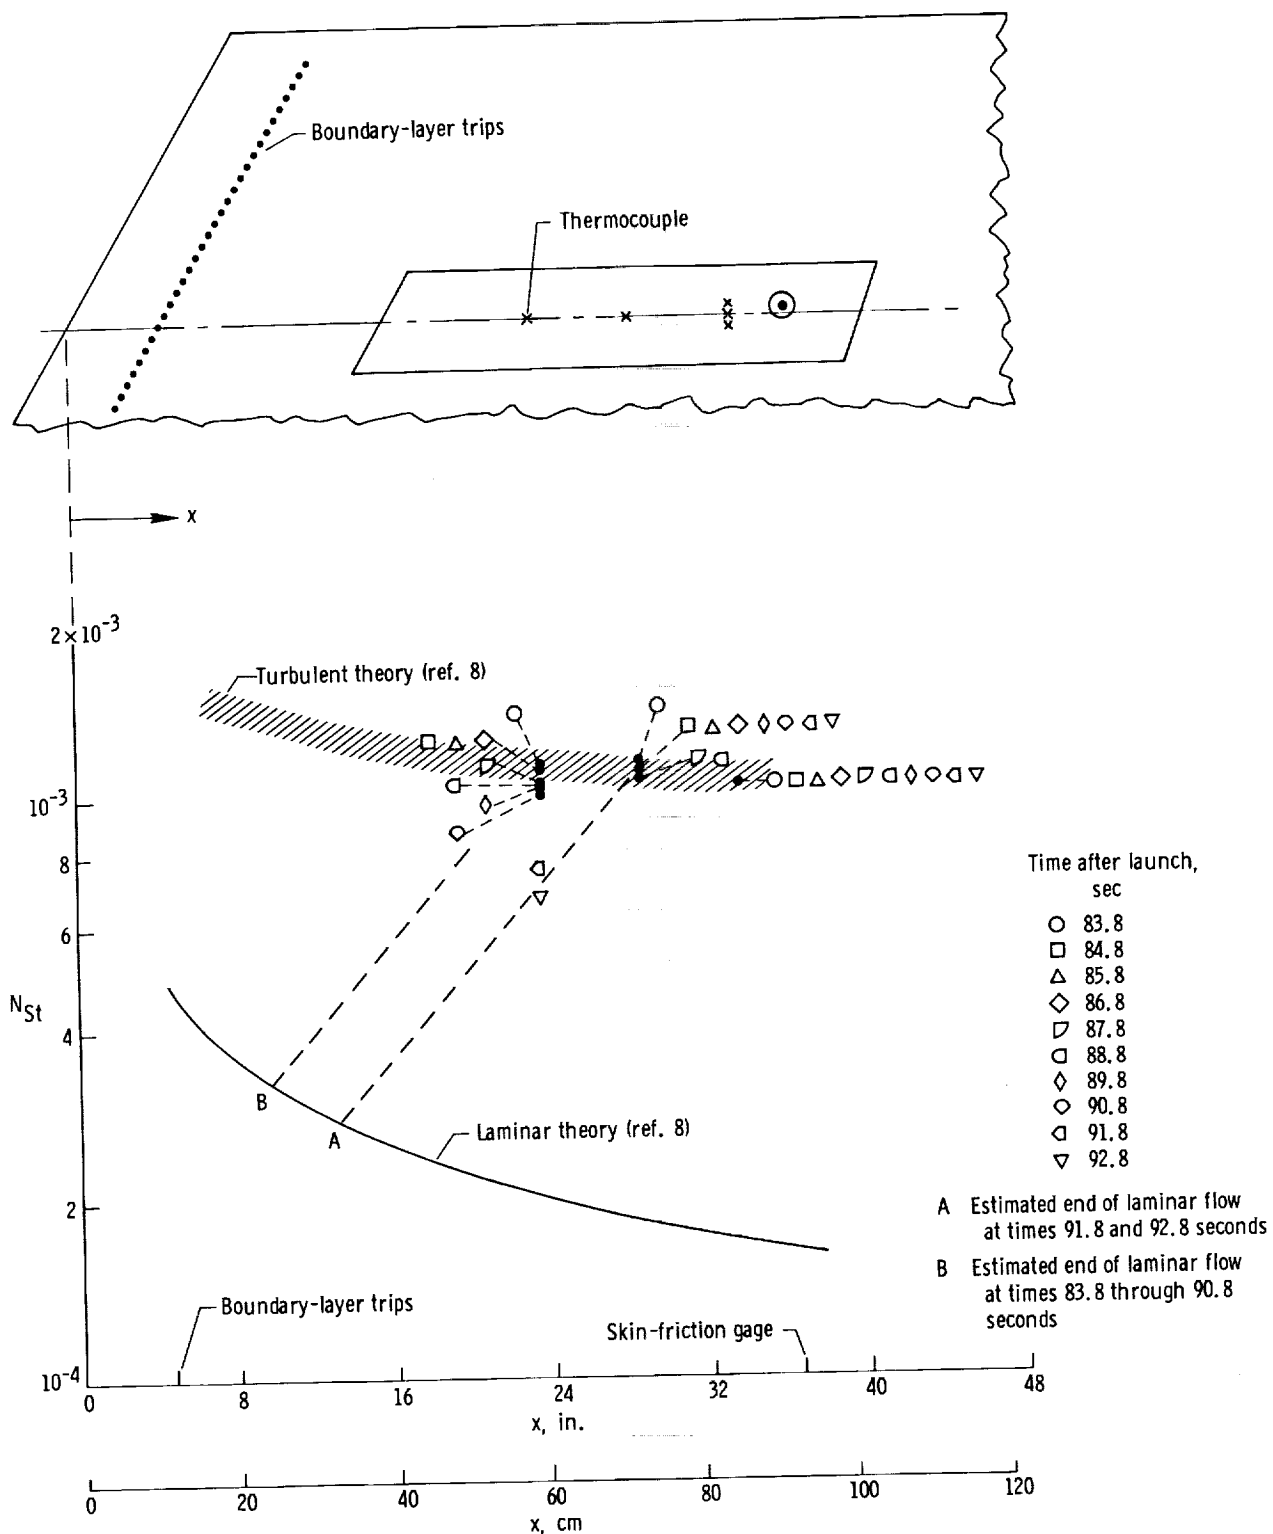 Boundary-layer trips
Thermocouple
x
2×10⁻³
Turbulent theory (ref. 8)
10⁻³
8
6
N_St
4
2
10⁻⁴
B
A
Laminar theory (ref. 8)
Time after launch,
sec
83.8
84.8
85.8
86.8
87.8
88.8
89.8
90.8
91.8
92.8
A Estimated end of laminar flow
at times 91.8 and 92.8 seconds
B Estimated end of laminar flow
at times 83.8 through 90.8
seconds
Boundary-layer trips
Skin-friction gage
0 8 16 24 32 40 48
x, in.
0 20 40 60 80 100 120
x, cm